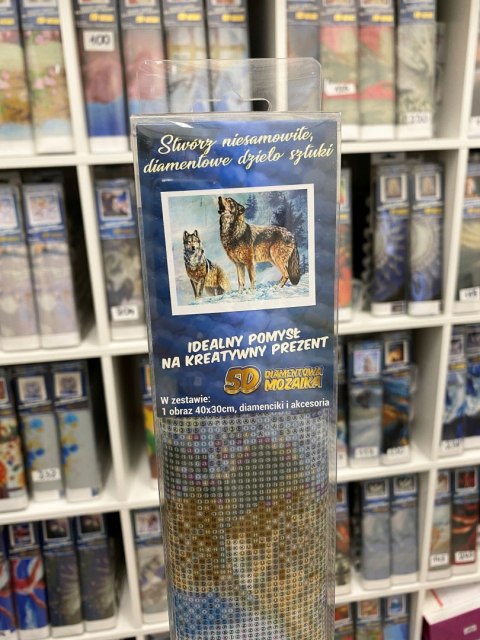 Stwórz niesamowite,
diamentowe dzieło sztuki
IDEALNY POMYSŁ
NA KREATYWNY PREZENT
5D DIAMENTOWA
MOZAIKA
W zestawie:
1 obraz 40x30cm, diamenciki i akcesoria